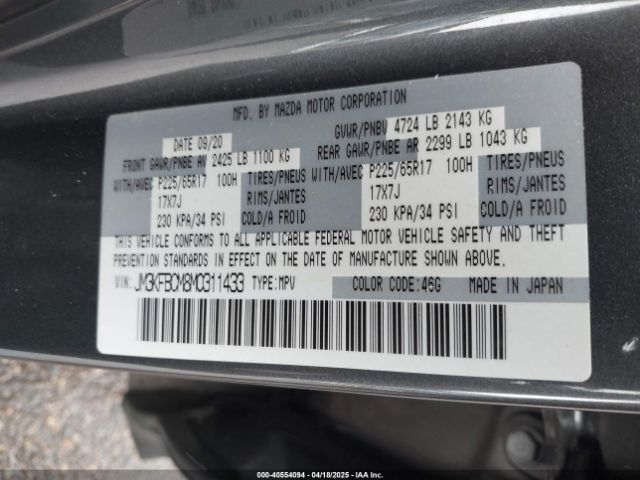 MFD. BY MAZDA MOTOR CORPORATION
DATE 09/20 GVWR/PNBV 4724 LB 2143 KG
FRONT GAWR/PNBE AV 2425 LB 1100 KG REAR GAWR/PNBE AR 2299 LB 1043 KG
WITH/AVEC P225/65R17 100H TIRES/PNEUS WITH/AVEC P225/65R17 100H TIRES/PNEUS
17X7J RIMS/JANTES 17X7J RIMS/JANTES
230 KPA/34 PSI COLD/A FROID 230 KPA/34 PSI COLD/A FROID
THIS VEHICLE CONFORMS TO ALL APPLICABLE FEDERAL MOTOR VEHICLE SAFETY AND THEFT
PREVENTION STANDARDS IN EFFECT ON THE DATE OF MANUFACTURE SHOWN ABOVE.
VIN: JM3KFBCM8M0311433 TYPE:MPV COLOR CODE:46G MADE IN JAPAN
000-40554094 | 04/18/2025 | IAA Inc.